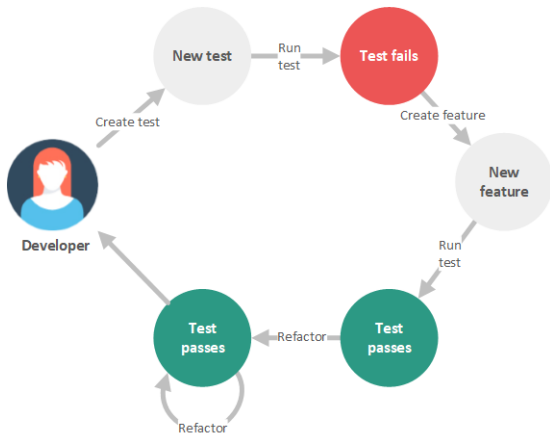 New test
Run
test
Test fails
Create test
Create feature
New
feature
Developer
Run
test
Test
passes
Refactor
Test
passes
Refactor